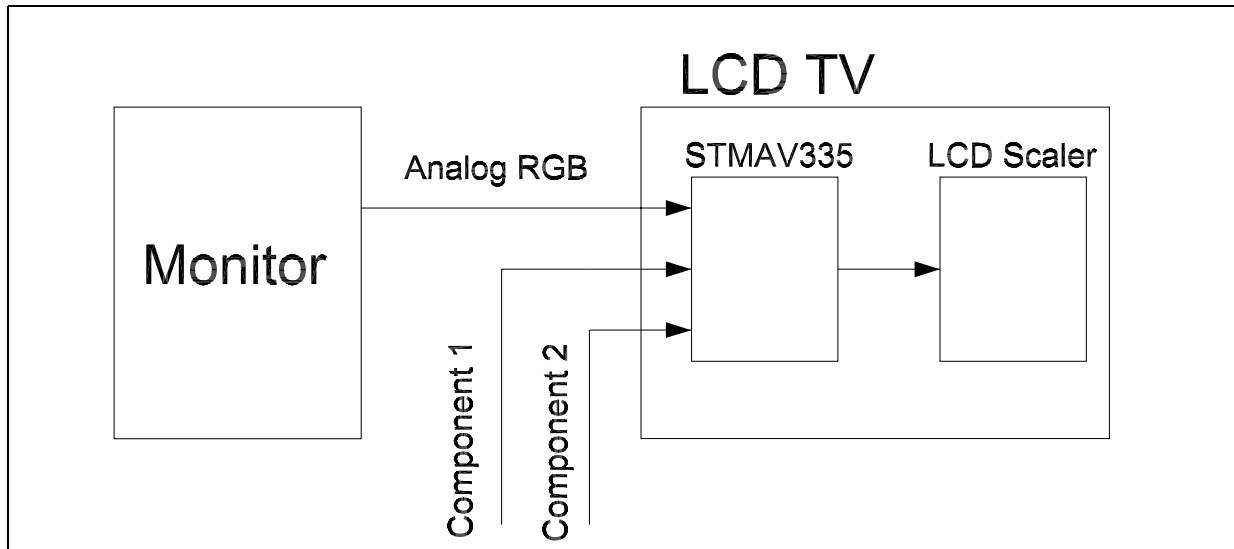 LCD TV
STMAV335
LCD Scaler
Analog RGB
Monitor
Component 1
Component 2